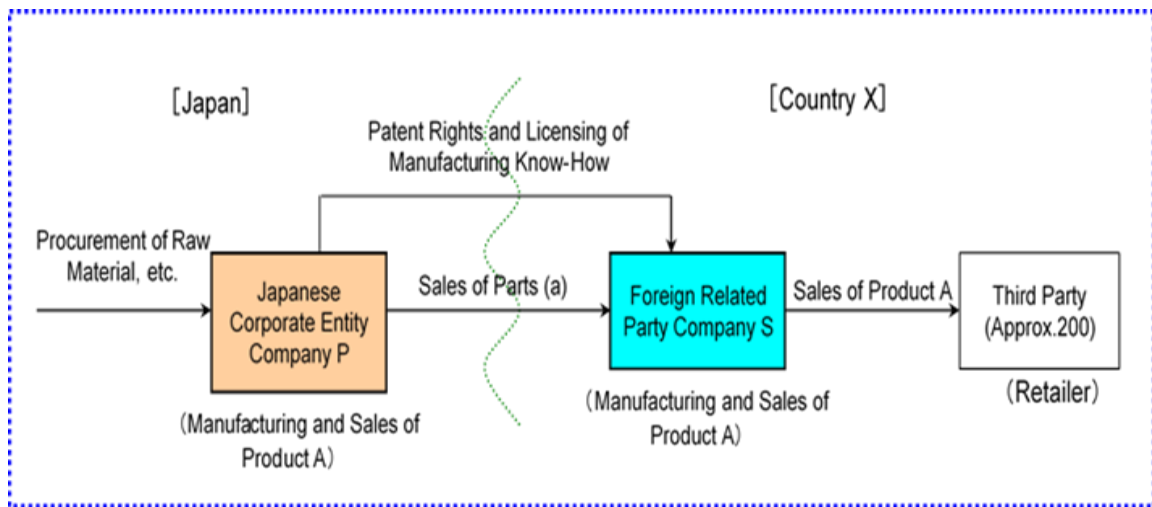 [Japan]
[Country X]
Patent Rights and Licensing of
Manufacturing Know-How
Procurement of Raw
Material, etc.
Japanese
Corporate Entity
Company P
Sales of Parts (a)
Foreign Related
Party Company S
Sales of Product A
Third Party
(Approx.200)
(Retailer)
(Manufacturing and Sales of
Product A)
(Manufacturing and Sales of
Product A)